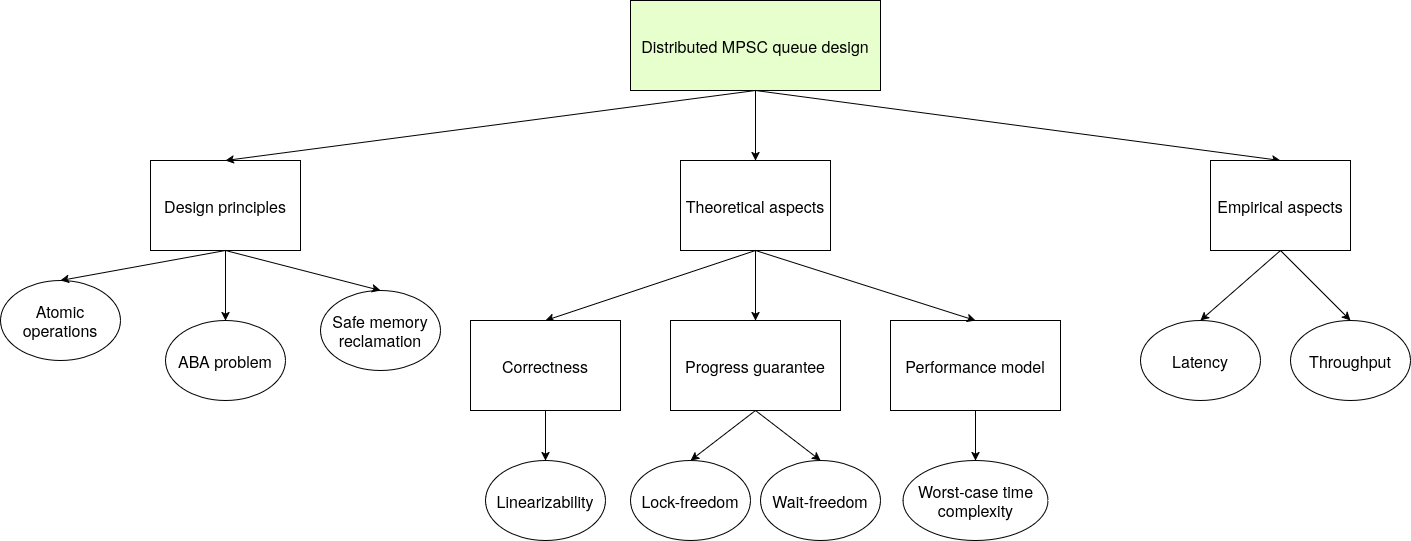 Distributed MPSC queue design
Design principles
Theoretical aspects
Empirical aspects
Atomic
operations
ABA problem
Safe memory
reclamation
Correctness
Progress guarantee
Performance model
Latency
Throughput
Linearizability
Lock-freedom
Wait-freedom
Worst-case time
complexity